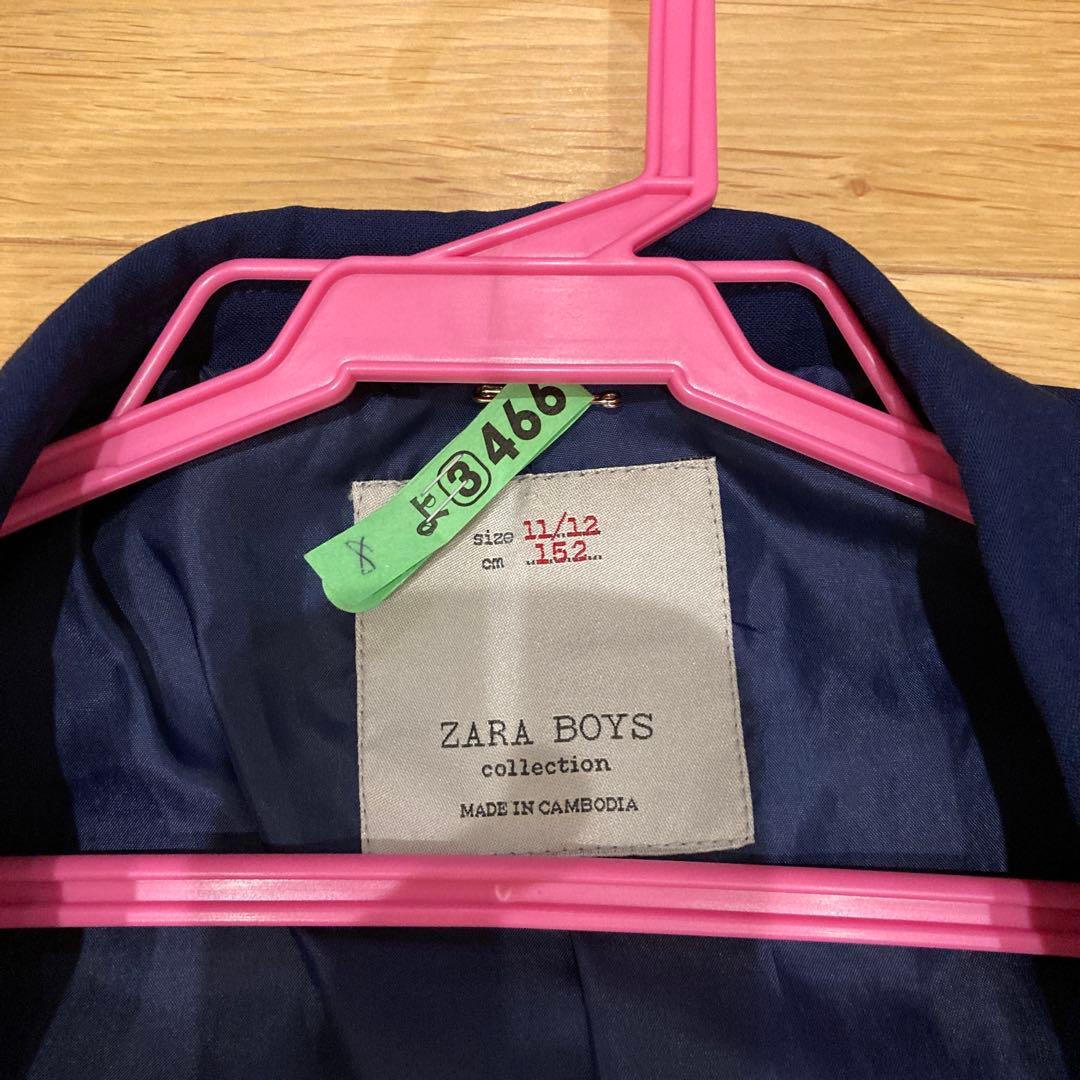 ③466
size 11/12
cm 152
ZARA BOYS
collection
MADE IN CAMBODIA